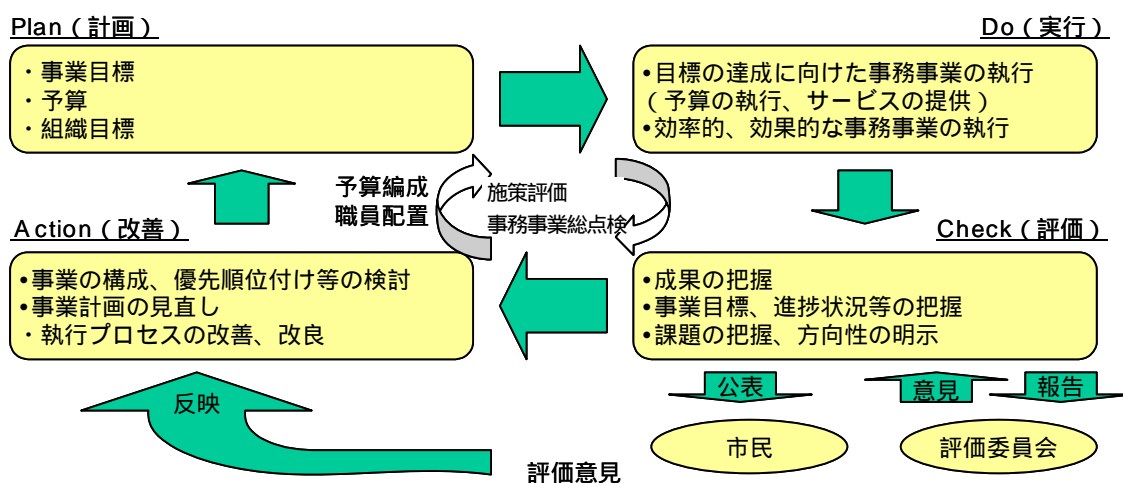 Plan(計画)
・事業目標
・予算
・組織目標
Do(実行)
•目標の達成に向けた事務事業の執行
(予算の執行、サービスの提供)
•効率的、効果的な事務事業の執行
予算編成
職員配置
施策評価
事務事業総点検
Action(改善)
•事業の構成、優先順位付け等の検討
•事業計画の見直し
・執行プロセスの改善、改良
Check(評価)
•成果の把握
•事業目標、進捗状況等の把握
•課題の把握、方向性の明示
公表
意見
報告
反映
市民
評価委員会
評価意見